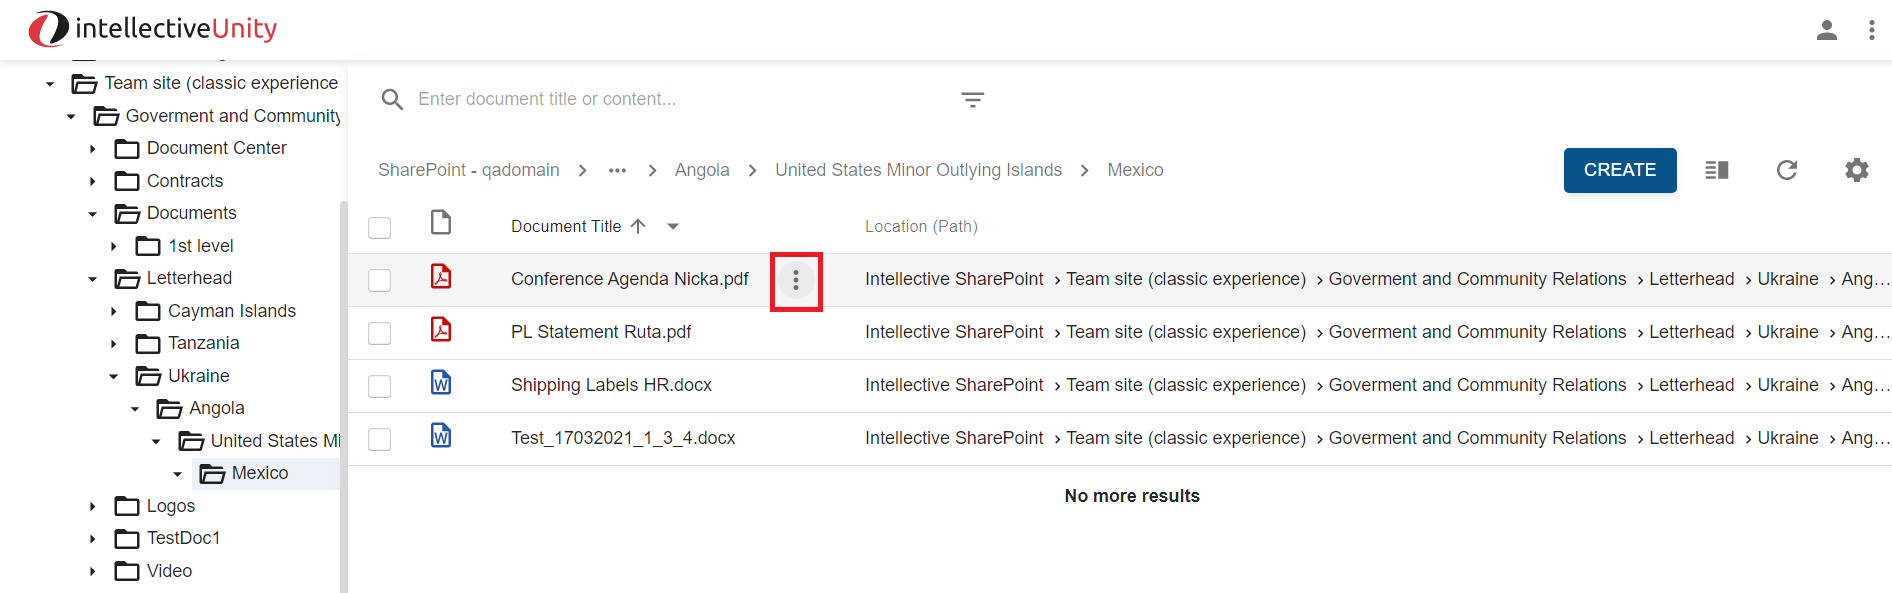 intellectiveUnity
Team site (classic experience
Goverment and Community
Document Center
Contracts
Documents
1st level
Letterhead
Cayman Islands
Tanzania
Ukraine
Angola
United States Mi
Mexico
Logos
TestDoc1
Video
Enter document title or content...
SharePoint - qadomain > ••• > Angola > United States Minor Outlying Islands > Mexico
CREATE
Document Title Location (Path)
Conference Agenda Nicka.pdf Intellective SharePoint > Team site (classic experience) > Goverment and Community Relations > Letterhead > Ukraine > Ang...
PL Statement Ruta.pdf Intellective SharePoint > Team site (classic experience) > Goverment and Community Relations > Letterhead > Ukraine > Ang...
Shipping Labels HR.docx Intellective SharePoint > Team site (classic experience) > Goverment and Community Relations > Letterhead > Ukraine > Ang...
Test_17032021_1_3_4.docx Intellective SharePoint > Team site (classic experience) > Goverment and Community Relations > Letterhead > Ukraine > Ang...
No more results